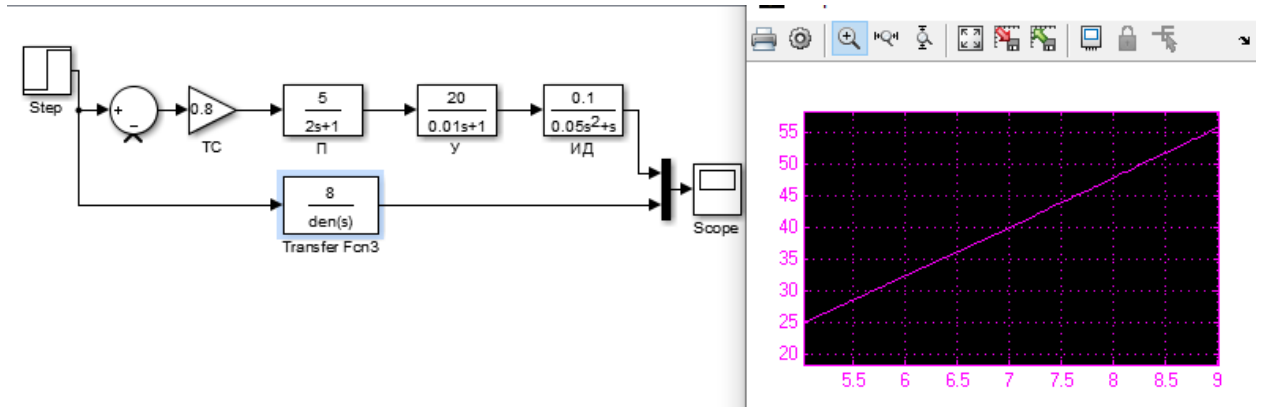 Step
+
−
0.8
ТС
5
2s+1
П
20
0.01s+1
У
0.1
0.05s2+s
ИД
8
den(s)
Transfer Fcn3
Scope
55
50
45
40
35
30
25
20
5.5 6 6.5 7 7.5 8 8.5 9